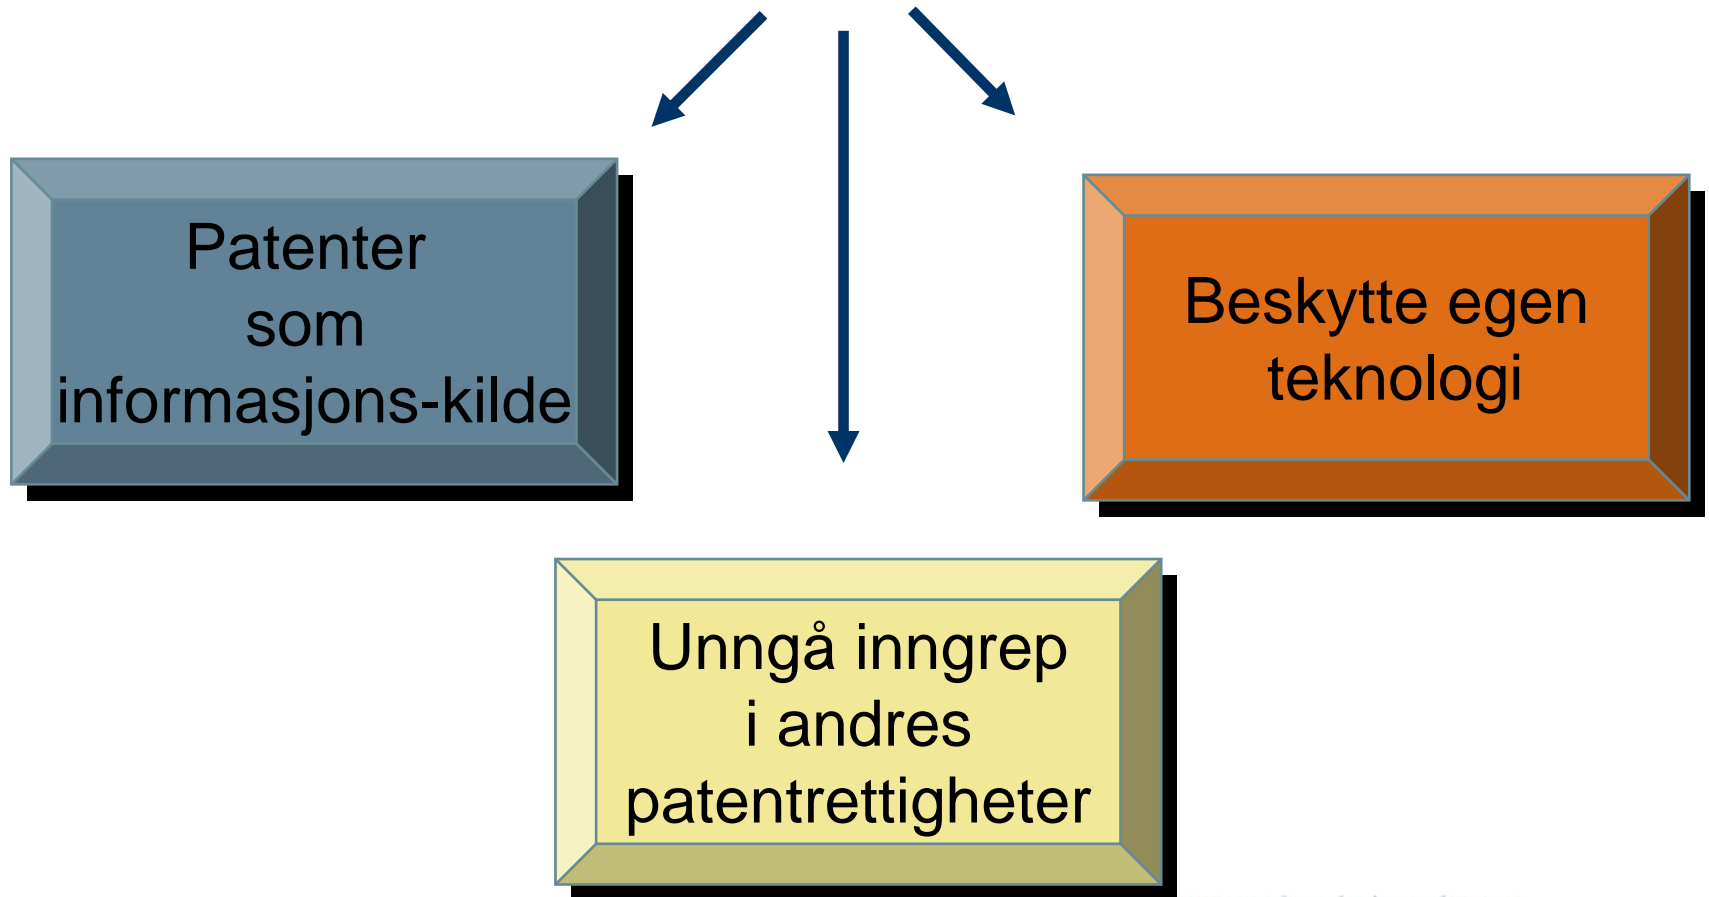 Patenter
som
informasjons-kilde
Beskytte egen
teknologi
Unngå inngrep
i andres
patentrettigheter